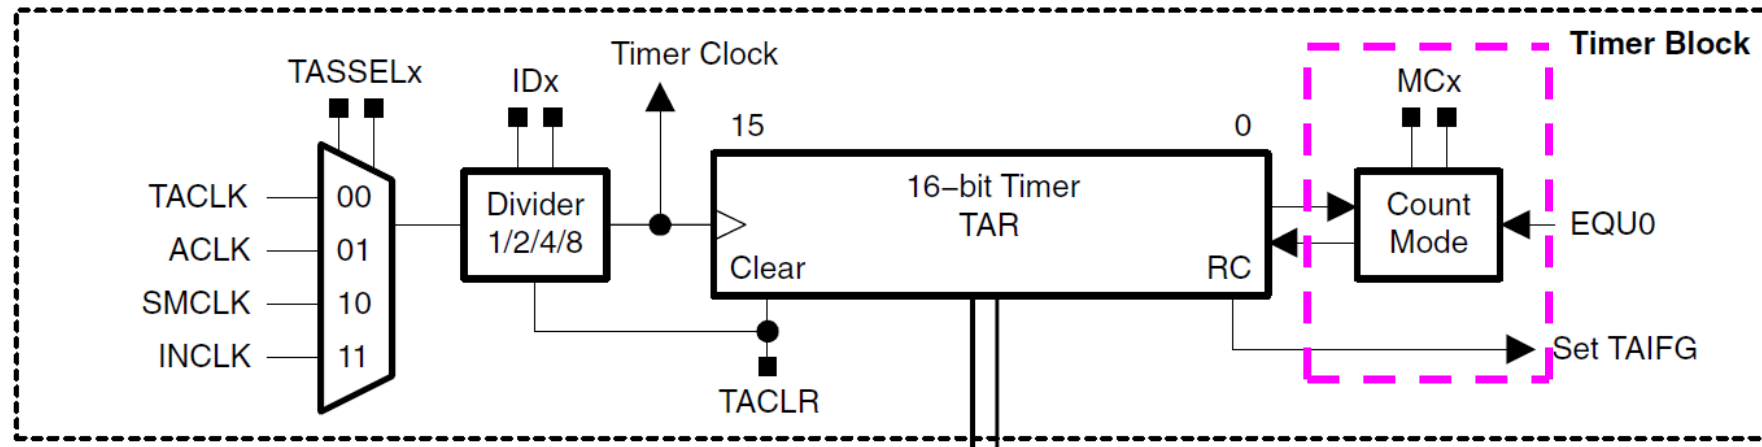 Timer Block
Timer Clock
TASSELx
IDx
MCx
15
0
TACLK
00
ACLK
01
SMCLK
10
INCLK
11
Divider
1/2/4/8
16−bit Timer
TAR
Clear
RC
Count
Mode
EQU0
Set TAIFG
TACLR